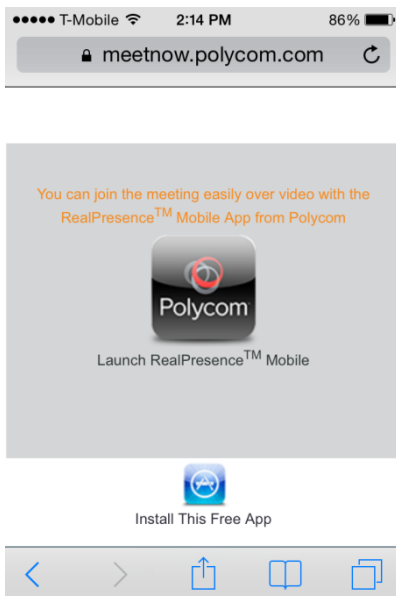 T-Mobile 2:14 PM 86%
meetnow.polycom.com
You can join the meeting easily over video with the
RealPresence™ Mobile App from Polycom
Polycom
Launch RealPresence™ Mobile
Install This Free App